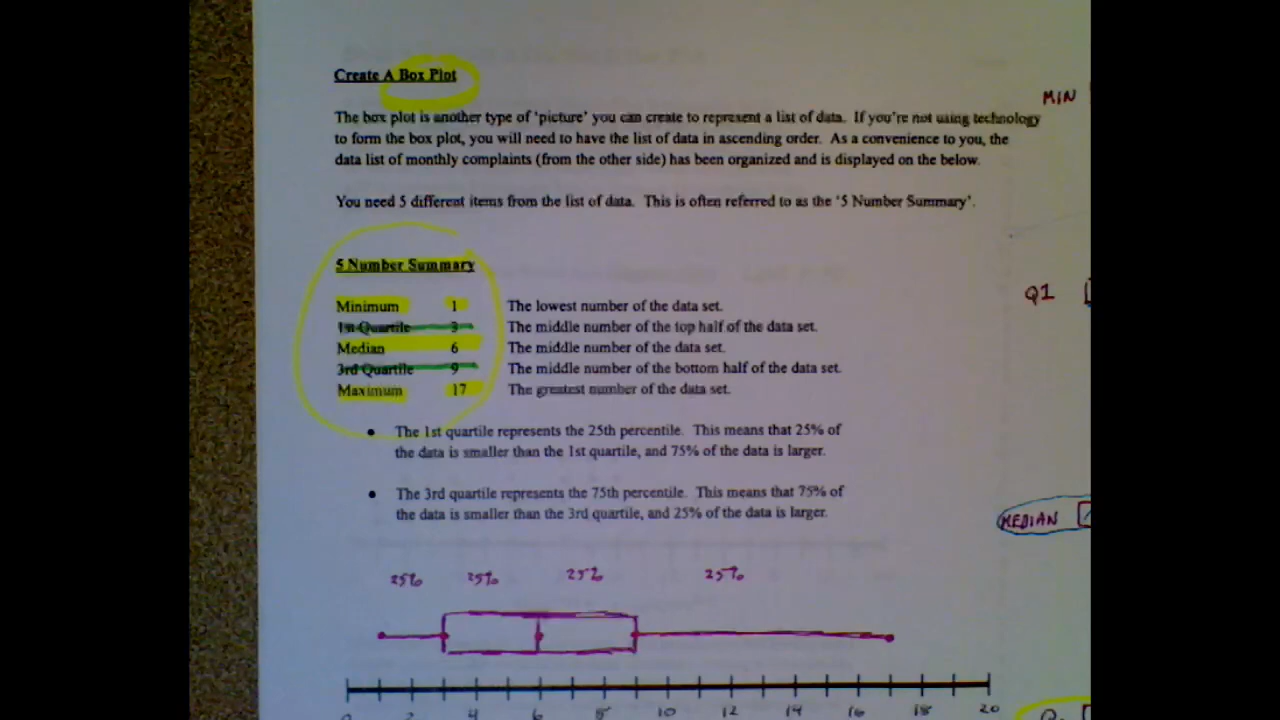 Create A Box Plot
MIN
The box plot is another type of 'picture' you can create to represent a list of data. If you're not using technology
to form the box plot, you will need to have the list of data in ascending order. As a convenience to you, the
data list of monthly complaints (from the other side) has been organized and is displayed on the below.
You need 5 different items from the list of data. This is often referred to as the '5 Number Summary'.
5 Number Summary
Q1
Minimum 1 The lowest number of the data set.
1st Quartile 3 The middle number of the top half of the data set.
Median 6 The middle number of the data set.
3rd Quartile 9 The middle number of the bottom half of the data set.
Maximum 17 The greatest number of the data set.
• The 1st quartile represents the 25th percentile. This means that 25% of
the data is smaller than the 1st quartile, and 75% of the data is larger.
• The 3rd quartile represents the 75th percentile. This means that 75% of
the data is smaller than the 3rd quartile, and 25% of the data is larger.
MEDIAN
25% 25% 25% 25%
0 2 4 6 8 10 12 14 16 18 20